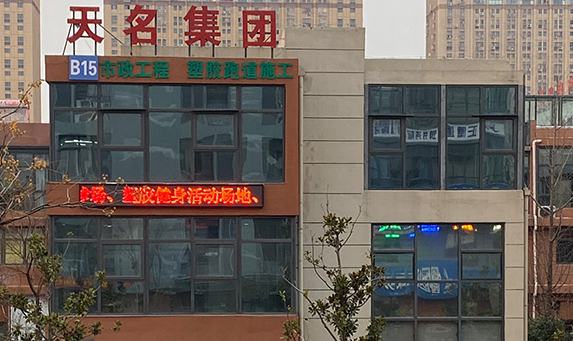 天名集团
B15 市政工程 塑胶跑道施工
塑胶健身活动场地、